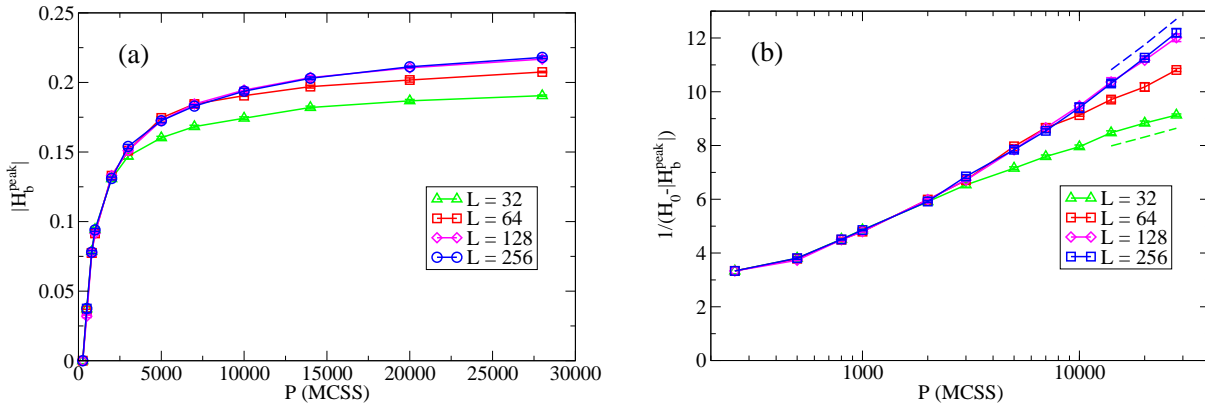 (a)
|H_b^peak|
0.25
0.2
0.15
0.1
0.05
0
L = 32
L = 64
L = 128
L = 256
0 5000 10000 15000 20000 25000 30000
P (MCSS)
(b)
1/(H_0-|H_b^peak|)
12
10
8
6
4
2
0
L = 32
L = 64
L = 128
L = 256
1000 10000
P (MCSS)